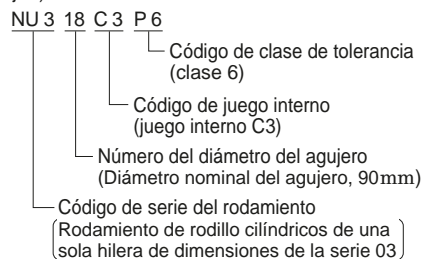 NU 3 18 C 3 P 6
Código de clase de tolerancia
(clase 6)
Código de juego interno
(juego interno C3)
Número del diámetro del agujero
(Diámetro nominal del agujero, 90mm)
Código de serie del rodamiento
(Rodamiento de rodillo cilíndricos de una
sola hilera de dimensiones de la serie 03)